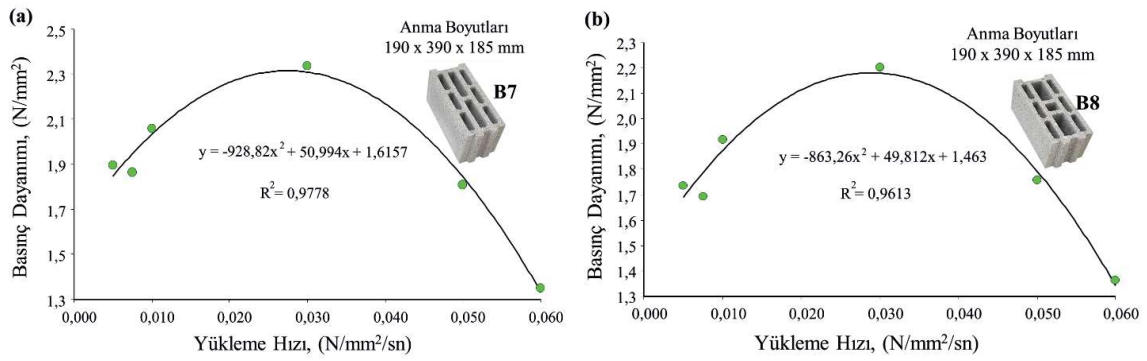 (a)
Basınç Dayanımı, (N/mm²)
2,5
2,3
2,1
1,9
1,7
1,5
1,3
Anma Boyutları
190 x 390 x 185 mm
B7
y = -928,82x² + 50,994x + 1,6157
R² = 0,9778
0,000 0,010 0,020 0,030 0,040 0,050 0,060
Yükleme Hızı, (N/mm²/sn)
(b)
Basınç Dayanımı, (N/mm²)
2,3
2,2
2,1
2,0
1,9
1,8
1,7
1,6
1,5
1,4
1,3
Anma Boyutları
190 x 390 x 185 mm
B8
y = -863,26x² + 49,812x + 1,463
R² = 0,9613
0,000 0,010 0,020 0,030 0,040 0,050 0,060
Yükleme Hızı, (N/mm²/sn)